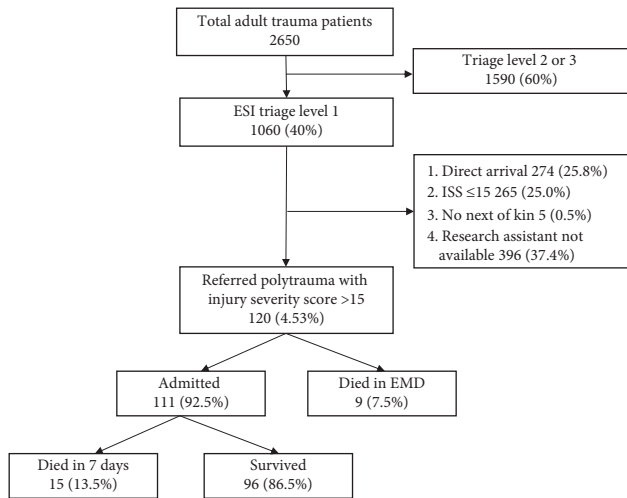 Total adult trauma patients
2650
Triage level 2 or 3
1590 (60%)
ESI triage level 1
1060 (40%)
1. Direct arrival 274 (25.8%)
2. ISS ≤15 265 (25.0%)
3. No next of kin 5 (0.5%)
4. Research assistant not
available 396 (37.4%)
Referred polytrauma with
injury severity score >15
120 (4.53%)
Admitted
111 (92.5%)
Died in EMD
9 (7.5%)
Died in 7 days
15 (13.5%)
Survived
96 (86.5%)